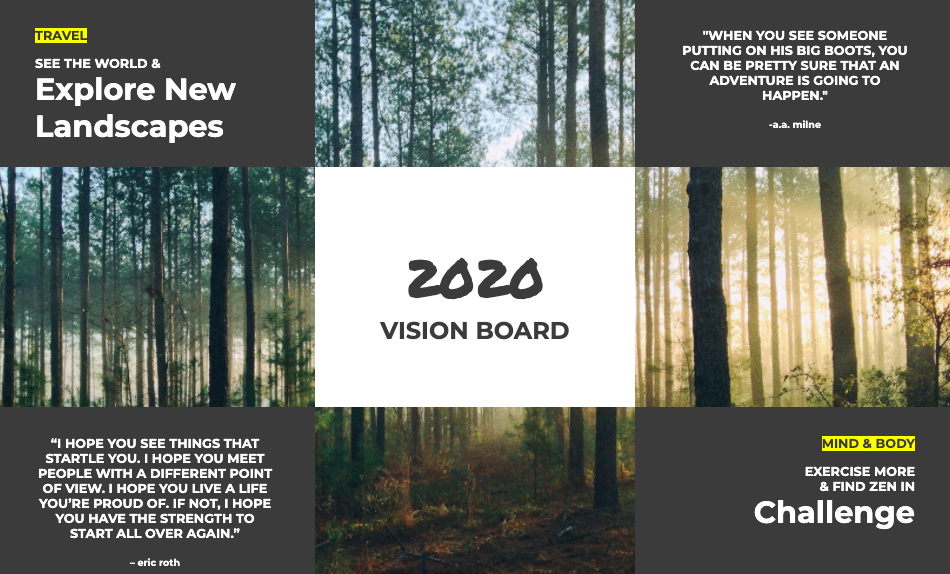 TRAVEL
SEE THE WORLD &
Explore New
Landscapes
"WHEN YOU SEE SOMEONE
PUTTING ON HIS BIG BOOTS, YOU
CAN BE PRETTY SURE THAT AN
ADVENTURE IS GOING TO
HAPPEN."
-a.a. milne
2020
VISION BOARD
“I HOPE YOU SEE THINGS THAT
STARTLE YOU. I HOPE YOU MEET
PEOPLE WITH A DIFFERENT POINT
OF VIEW. I HOPE YOU LIVE A LIFE
YOU’RE PROUD OF. IF NOT, I HOPE
YOU HAVE THE STRENGTH TO
START ALL OVER AGAIN.”
– eric roth
MIND & BODY
EXERCISE MORE
& FIND ZEN IN
Challenge